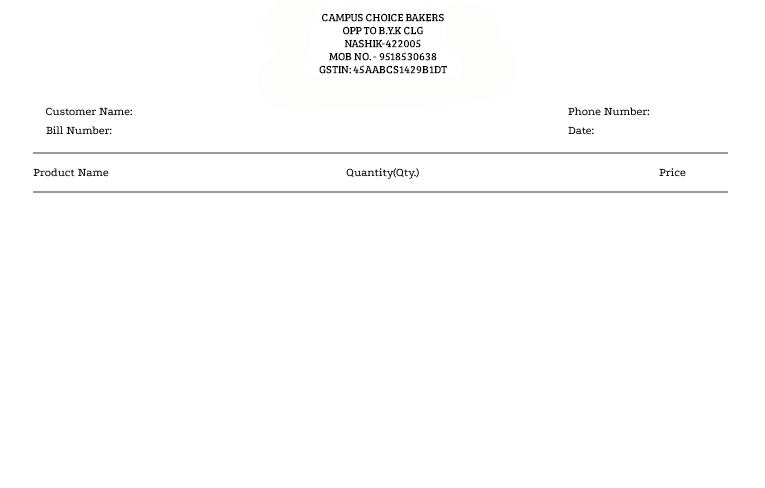 CAMPUS CHOICE BAKERS
OPP TO B.Y.K CLG
NASHIK-422005
MOB NO. - 9518530638
GSTIN: 45AABCS1429B1DT
Customer Name: Phone Number:
Bill Number: Date:
Product Name Quantity(Qty.) Price